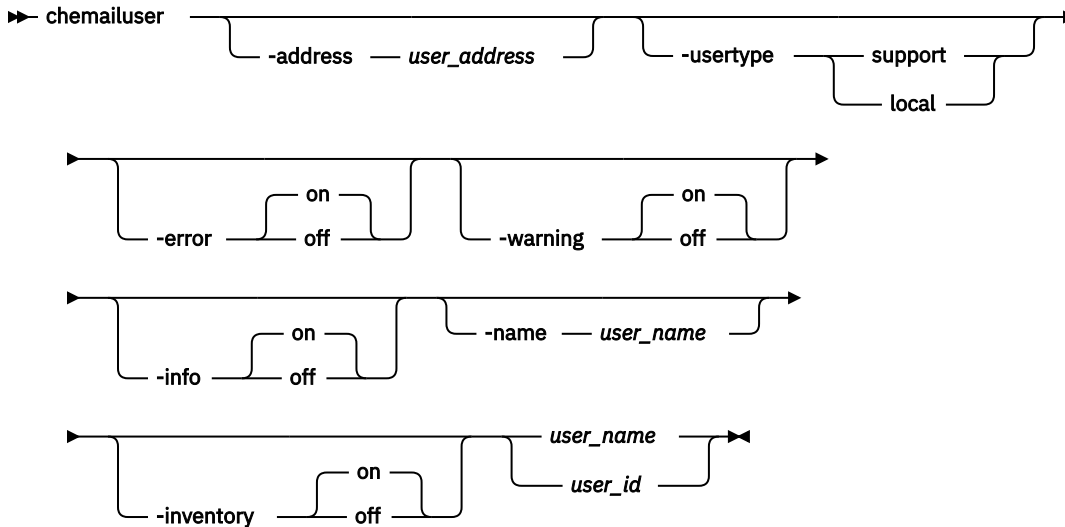 chemailuser
-address user_address -usertype support
local
on on
-error off -warning off
on -name user_name
-info off
user_name
on user_id
-inventory off